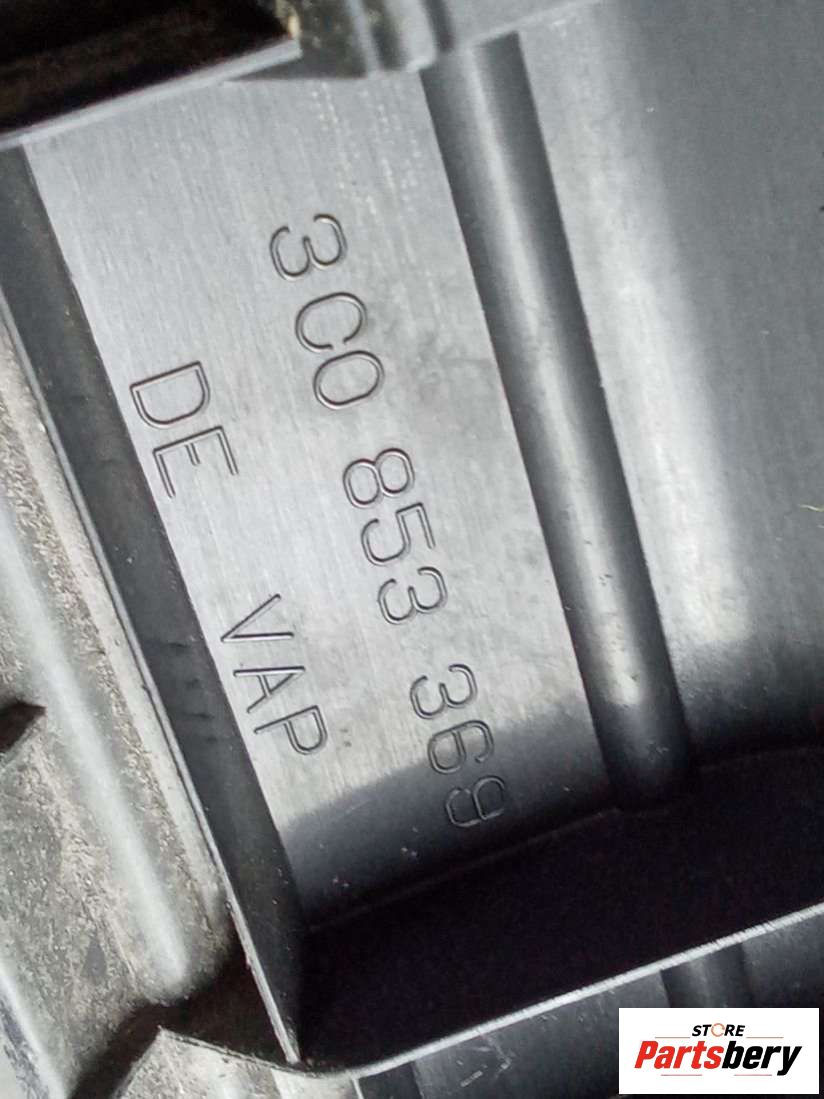 3C0 853 369
DE VAP
STORE
Partsbery